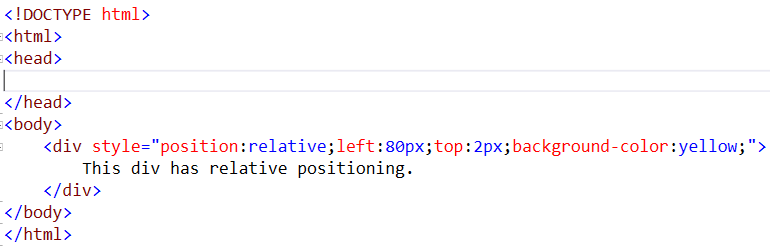 <!DOCTYPE html>
<html>
<head>

</head>
<body>
    <div style="position:relative;left:80px;top:2px;background-color:yellow;">
        This div has relative positioning.
    </div>
</body>
</html>